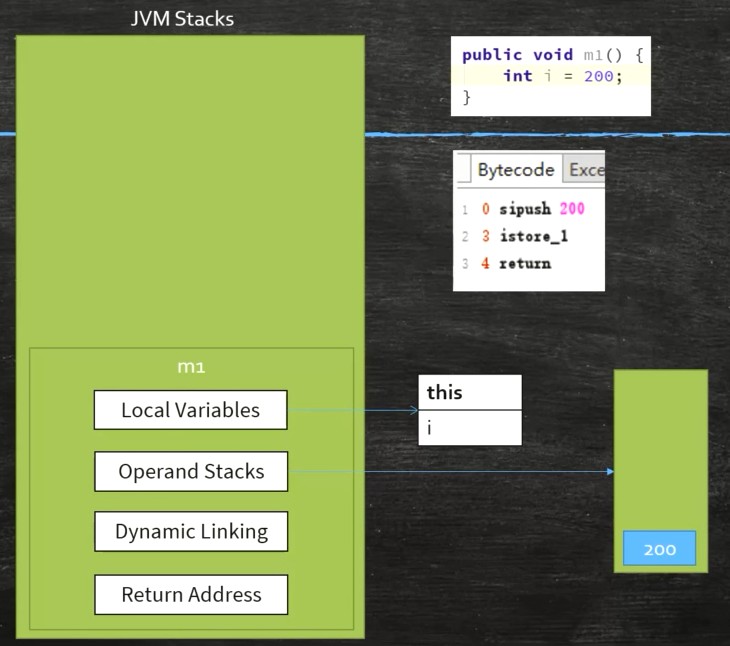 JVM Stacks
public void m1() {
int i = 200;
}
Bytecode Exce
1 0 sipush 200
2 3 istore_1
3 4 return
m1
Local Variables
this
i
Operand Stacks
Dynamic Linking
200
Return Address